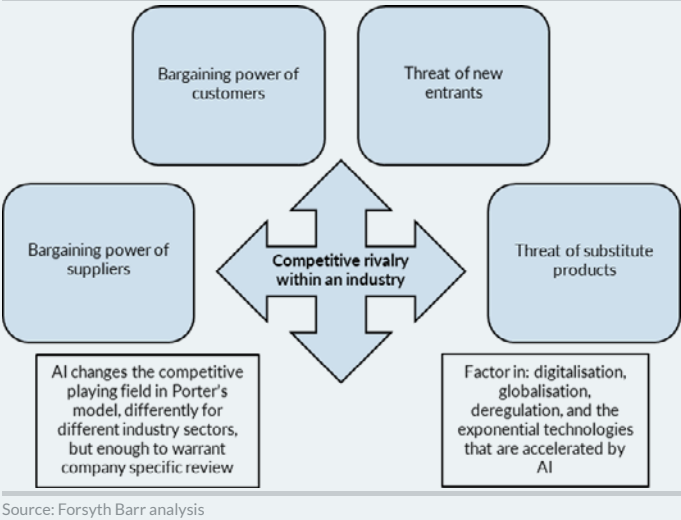 Bargaining power of
customers
Threat of new
entrants
Bargaining power of
suppliers
Competitive rivalry
within an industry
Threat of substitute
products
AI changes the competitive
playing field in Porter's
model, differently for
different industry sectors,
but enough to warrant
company specific review
Factor in: digitalisation,
globalisation,
deregulation, and the
exponential technologies
that are accelerated by
AI
Source: Forsyth Barr analysis